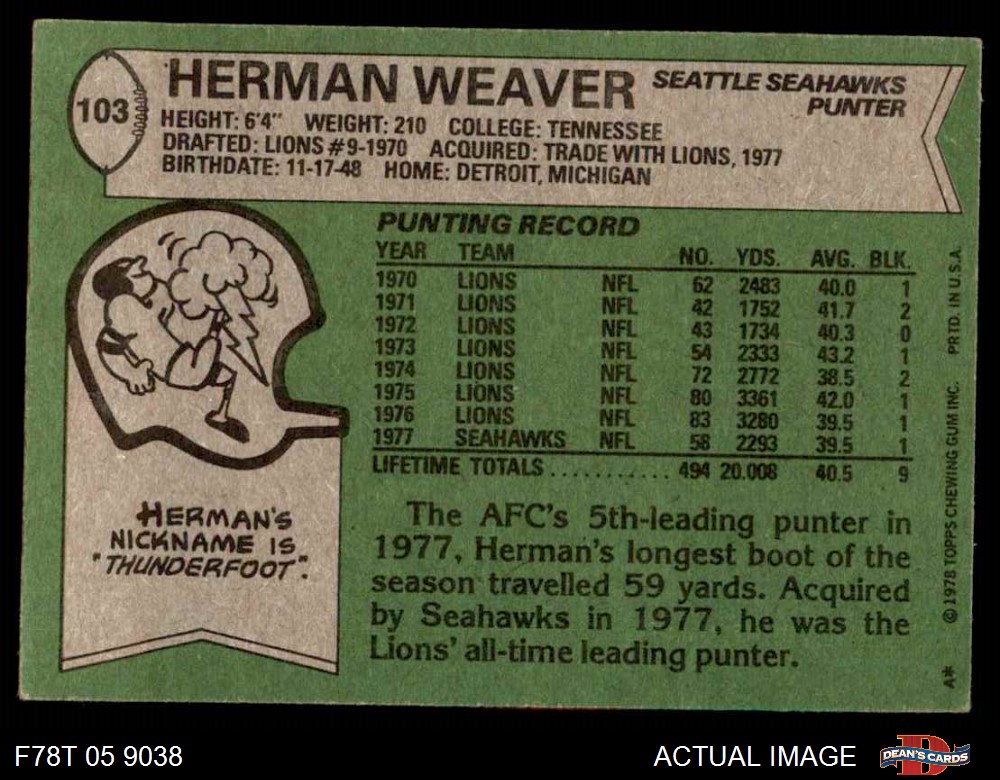 103
HERMAN WEAVER SEATTLE SEAHAWKS
PUNTER
HEIGHT: 6'4" WEIGHT: 210 COLLEGE: TENNESSEE
DRAFTED: LIONS #9-1970 ACQUIRED: TRADE WITH LIONS, 1977
BIRTHDATE: 11-17-48 HOME: DETROIT, MICHIGAN
PUNTING RECORD
YEAR TEAM NO. YDS. AVG. BLK.
1970 LIONS NFL 62 2483 40.0 1
1971 LIONS NFL 42 1752 41.7 2
1972 LIONS NFL 43 1734 40.3 0
1973 LIONS NFL 54 2333 43.2 1
1974 LIONS NFL 72 2772 38.5 2
1975 LIONS NFL 80 3361 42.0 1
1976 LIONS NFL 83 3280 39.5 1
1977 SEAHAWKS NFL 58 2293 39.5 1
LIFETIME TOTALS .......... 494 20.008 40.5 9
HERMAN'S
NICKNAME IS
"THUNDERFOOT".
The AFC's 5th-leading punter in
1977, Herman's longest boot of the
season travelled 59 yards. Acquired
by Seahawks in 1977, he was the
Lions' all-time leading punter.
A* © 1978 TOPPS CHEWING GUM INC. PRTD. IN U.S.A.
F78T 05 9038
ACTUAL IMAGE
D
DEAN'S CARDS